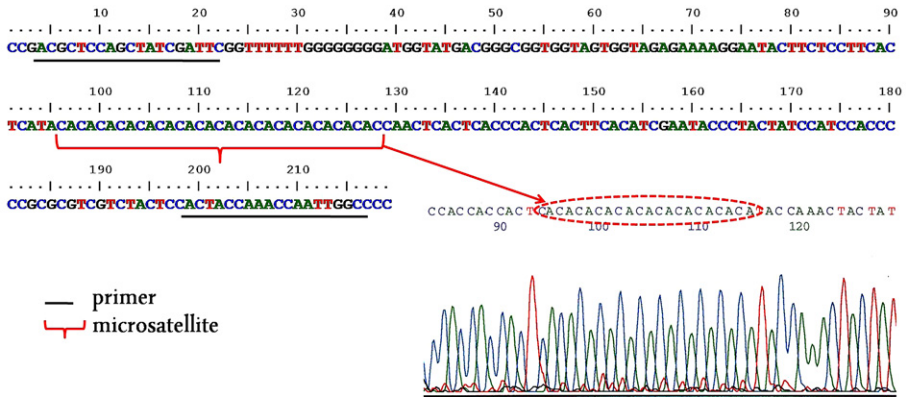 10 20 30 40 50 60 70 80 90
CCGACGCTCCAGCTATCGATTCGGTTTTTTGGGGGGGGATGGTATGACGGGCGGTGGTAGTGGTAGAGAAAAGGAATACTTCTCCTTCAC
100 110 120 130 140 150 160 170 180
TCATACACACACACACACACACACACACACACACACACCAACTCACTCACCCACTCACTTCACATCGAATACCCTACTATCCATCCACCC
190 200 210
CCGCGCGTCGTCTACTCCACTACCAAACCAATTGGCCCC
CCACCACCACTCACACACACACACACACACACATACCAAACTACTAT
90 100 110 120
primer
microsatellite